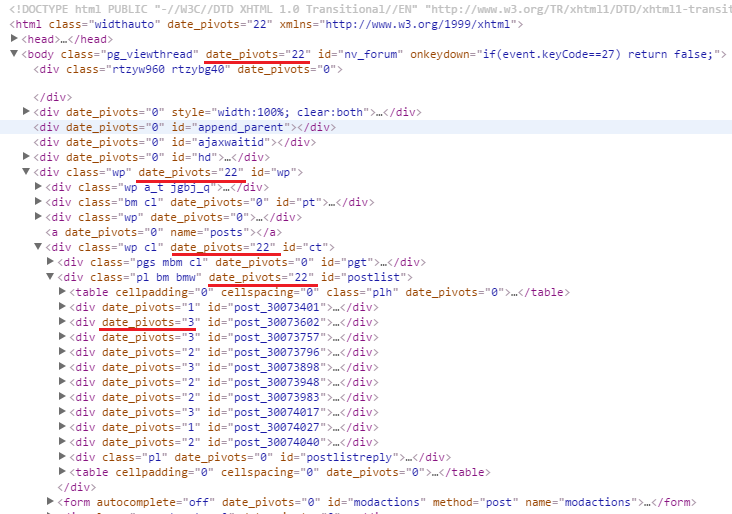 <!DOCTYPE html PUBLIC "-//W3C//DTD XHTML 1.0 Transitional//EN" "http://www.w3.org/TR/xhtml1/DTD/xhtml1-transit
<html class="widthauto" date_pivots="22" xmlns="http://www.w3.org/1999/xhtml">
<head>…</head>
<body class="pg_viewthread" date_pivots="22" id="nv_forum" onkeydown="if(event.keyCode==27) return false;">
<div class="rtzyw960 rtzybg40" date_pivots="0">
</div>
<div date_pivots="0" style="width:100%; clear:both">…</div>
<div date_pivots="0" id="append_parent"></div>
<div date_pivots="0" id="ajaxwaitid"></div>
<div date_pivots="0" id="hd">…</div>
<div class="wp" date_pivots="22" id="wp">
<div class="wp a_t jgbj_q">…</div>
<div class="bm cl" date_pivots="0" id="pt">…</div>
<div class="wp" date_pivots="0">…</div>
<a date_pivots="0" name="posts"></a>
<div class="wp cl" date_pivots="22" id="ct">
<div class="pgs mbm cl" date_pivots="0" id="pgt">…</div>
<div class="pl bm bmw" date_pivots="22" id="postlist">
<table cellpadding="0" cellspacing="0" class="plh" date_pivots="0">…</table>
<div date_pivots="1" id="post_30073401">…</div>
<div date_pivots="3" id="post_30073602">…</div>
<div date_pivots="3" id="post_30073757">…</div>
<div date_pivots="2" id="post_30073796">…</div>
<div date_pivots="3" id="post_30073898">…</div>
<div date_pivots="2" id="post_30073948">…</div>
<div date_pivots="2" id="post_30073983">…</div>
<div date_pivots="3" id="post_30074017">…</div>
<div date_pivots="1" id="post_30074027">…</div>
<div date_pivots="2" id="post_30074040">…</div>
<div class="pl" date_pivots="0" id="postlistreply">…</div>
<table cellpadding="0" cellspacing="0" date_pivots="0">…</table>
</div>
<form autocomplete="off" date_pivots="0" id="modactions" method="post" name="modactions">…</form>